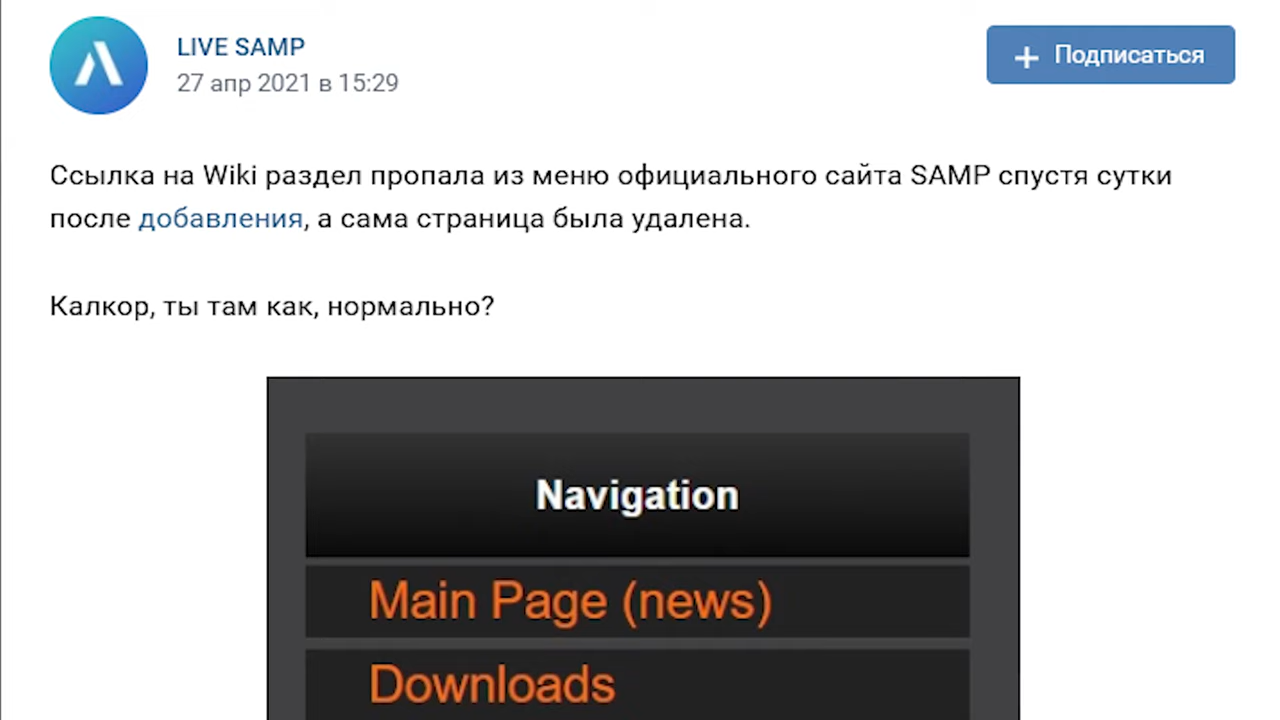 LIVE SAMP
27 апр 2021 в 15:29
+ Подписаться
Ссылка на Wiki раздел пропала из меню официального сайта SAMP спустя сутки
после добавления, а сама страница была удалена.
Калкор, ты там как, нормально?
Navigation
Main Page (news)
Downloads